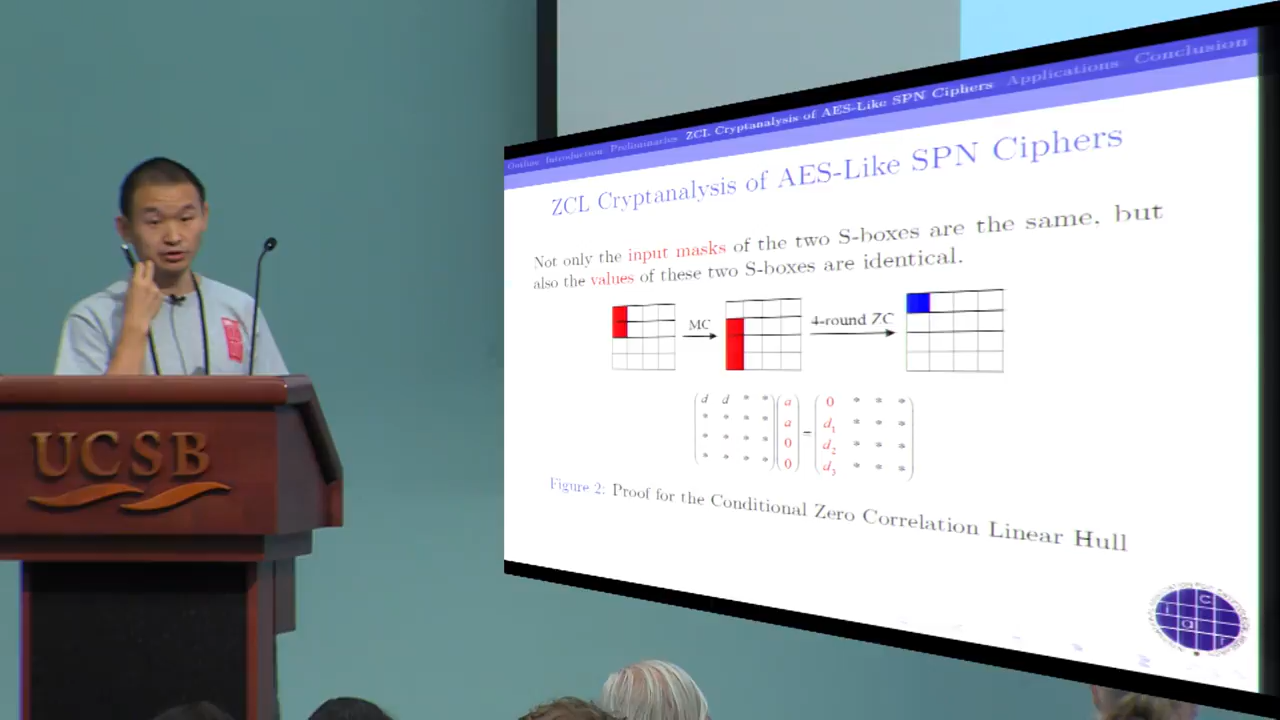 Outline Introduction Preliminaries ZCL Cryptanalysis of AES-Like SPN Ciphers Applications Conclusion
ZCL Cryptanalysis of AES-Like SPN Ciphers
Not only the input masks of the two S-boxes are the same, but
also the values of these two S-boxes are identical.
MC
4-round ZC
d d * * a 0 * * *
* * * * a = d1 * * *
* * * * 0 d2 * * *
* * * * 0 d3 * * *
Figure 2: Proof for the Conditional Zero Correlation Linear Hull
UCSB
i a c r